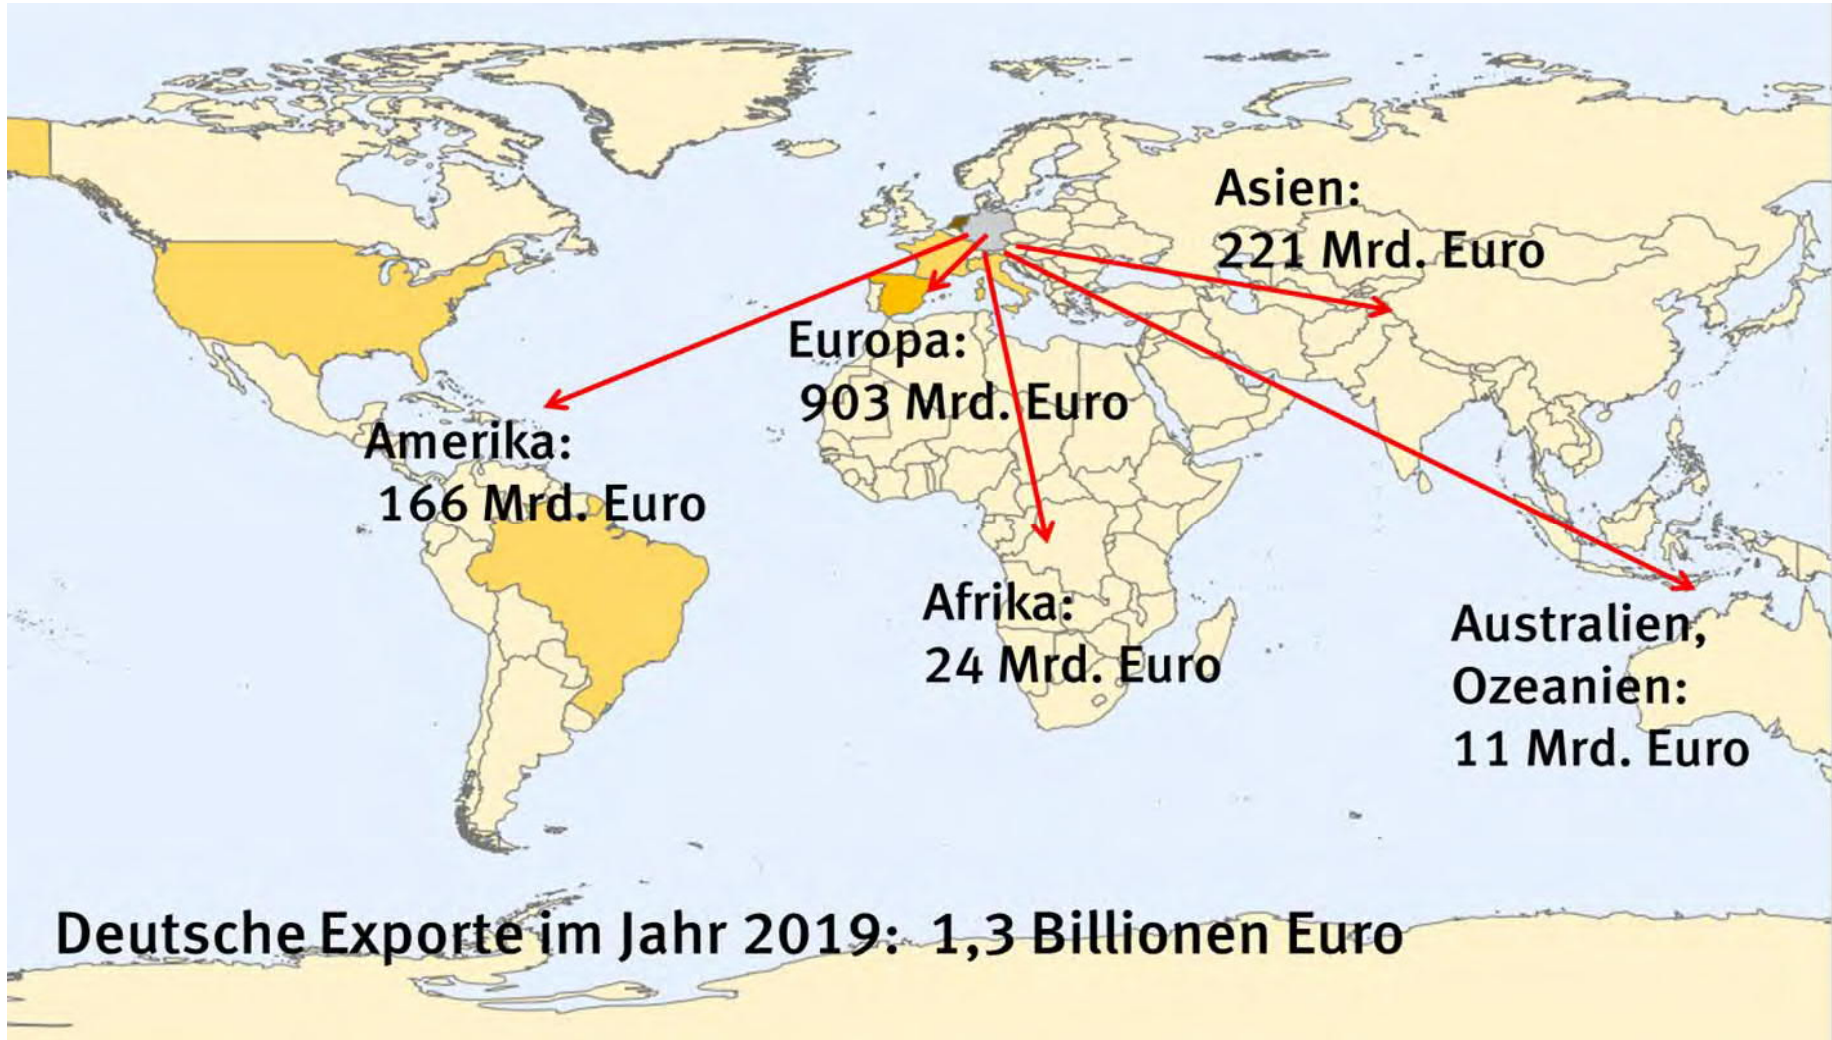 Asien:
221 Mrd. Euro
Europa:
903 Mrd. Euro
Amerika:
166 Mrd. Euro
Afrika:
24 Mrd. Euro
Australien,
Ozeanien:
11 Mrd. Euro
Deutsche Exporte im Jahr 2019: 1,3 Billionen Euro